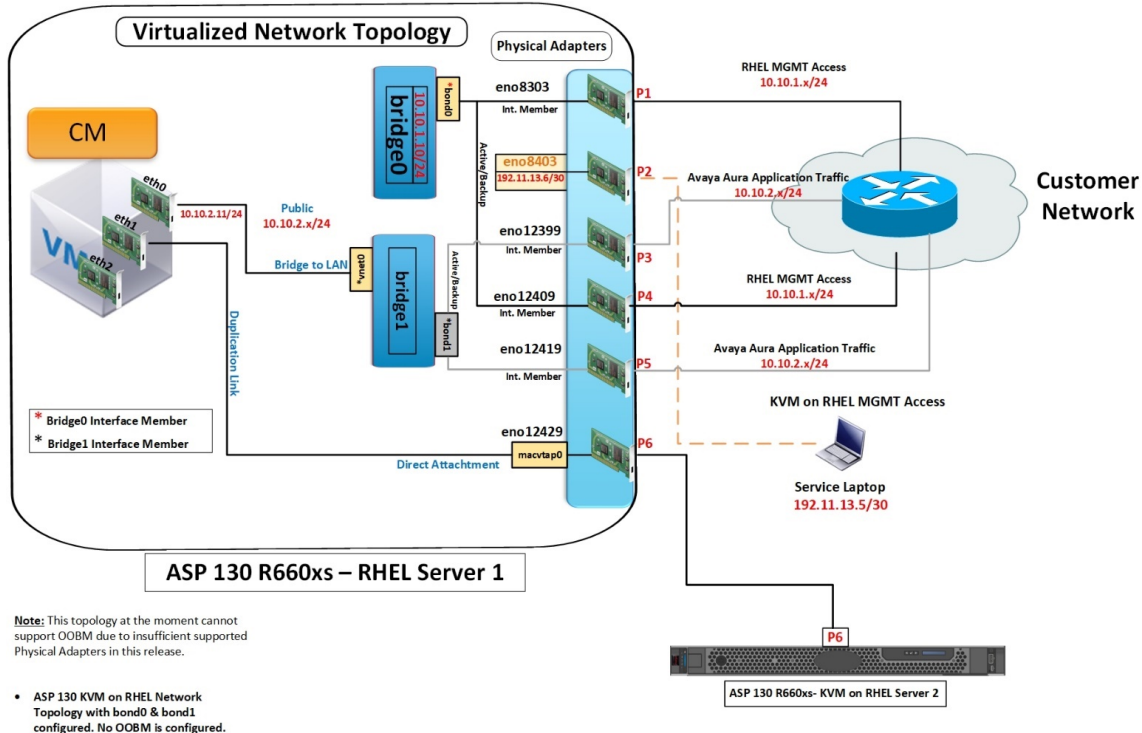 Virtualized Network Topology
Physical Adapters
CM
VM
eth0
eth1
eth2
10.10.2.11/24
Public
10.10.2.x/24
Bridge to LAN
Duplication Link
*vnet0
bridge1
*bond1
10.10.1.10/24
bridge0
*bond0
Active/Backup
Active/Backup
eno8303
Int. Member
P1
eno8403
192.11.13.6/30
P2
eno12399
Int. Member
P3
eno12409
Int. Member
P4
eno12419
Int. Member
P5
eno12429
macvtap0
P6
Direct Attachtment
* Bridge0 Interface Member
* Bridge1 Interface Member
ASP 130 R660xs – RHEL Server 1
RHEL MGMT Access
10.10.1.x/24
Avaya Aura Application Traffic
10.10.2.x/24
Customer
Network
RHEL MGMT Access
10.10.1.x/24
Avaya Aura Application Traffic
10.10.2.x/24
KVM on RHEL MGMT Access
Service Laptop
192.11.13.5/30
P6
ASP 130 R660xs- KVM on RHEL Server 2
Note: This topology at the moment cannot
support OOBM due to insufficient supported
Physical Adapters in this release.
• ASP 130 KVM on RHEL Network
Topology with bond0 & bond1
configured. No OOBM is configured.